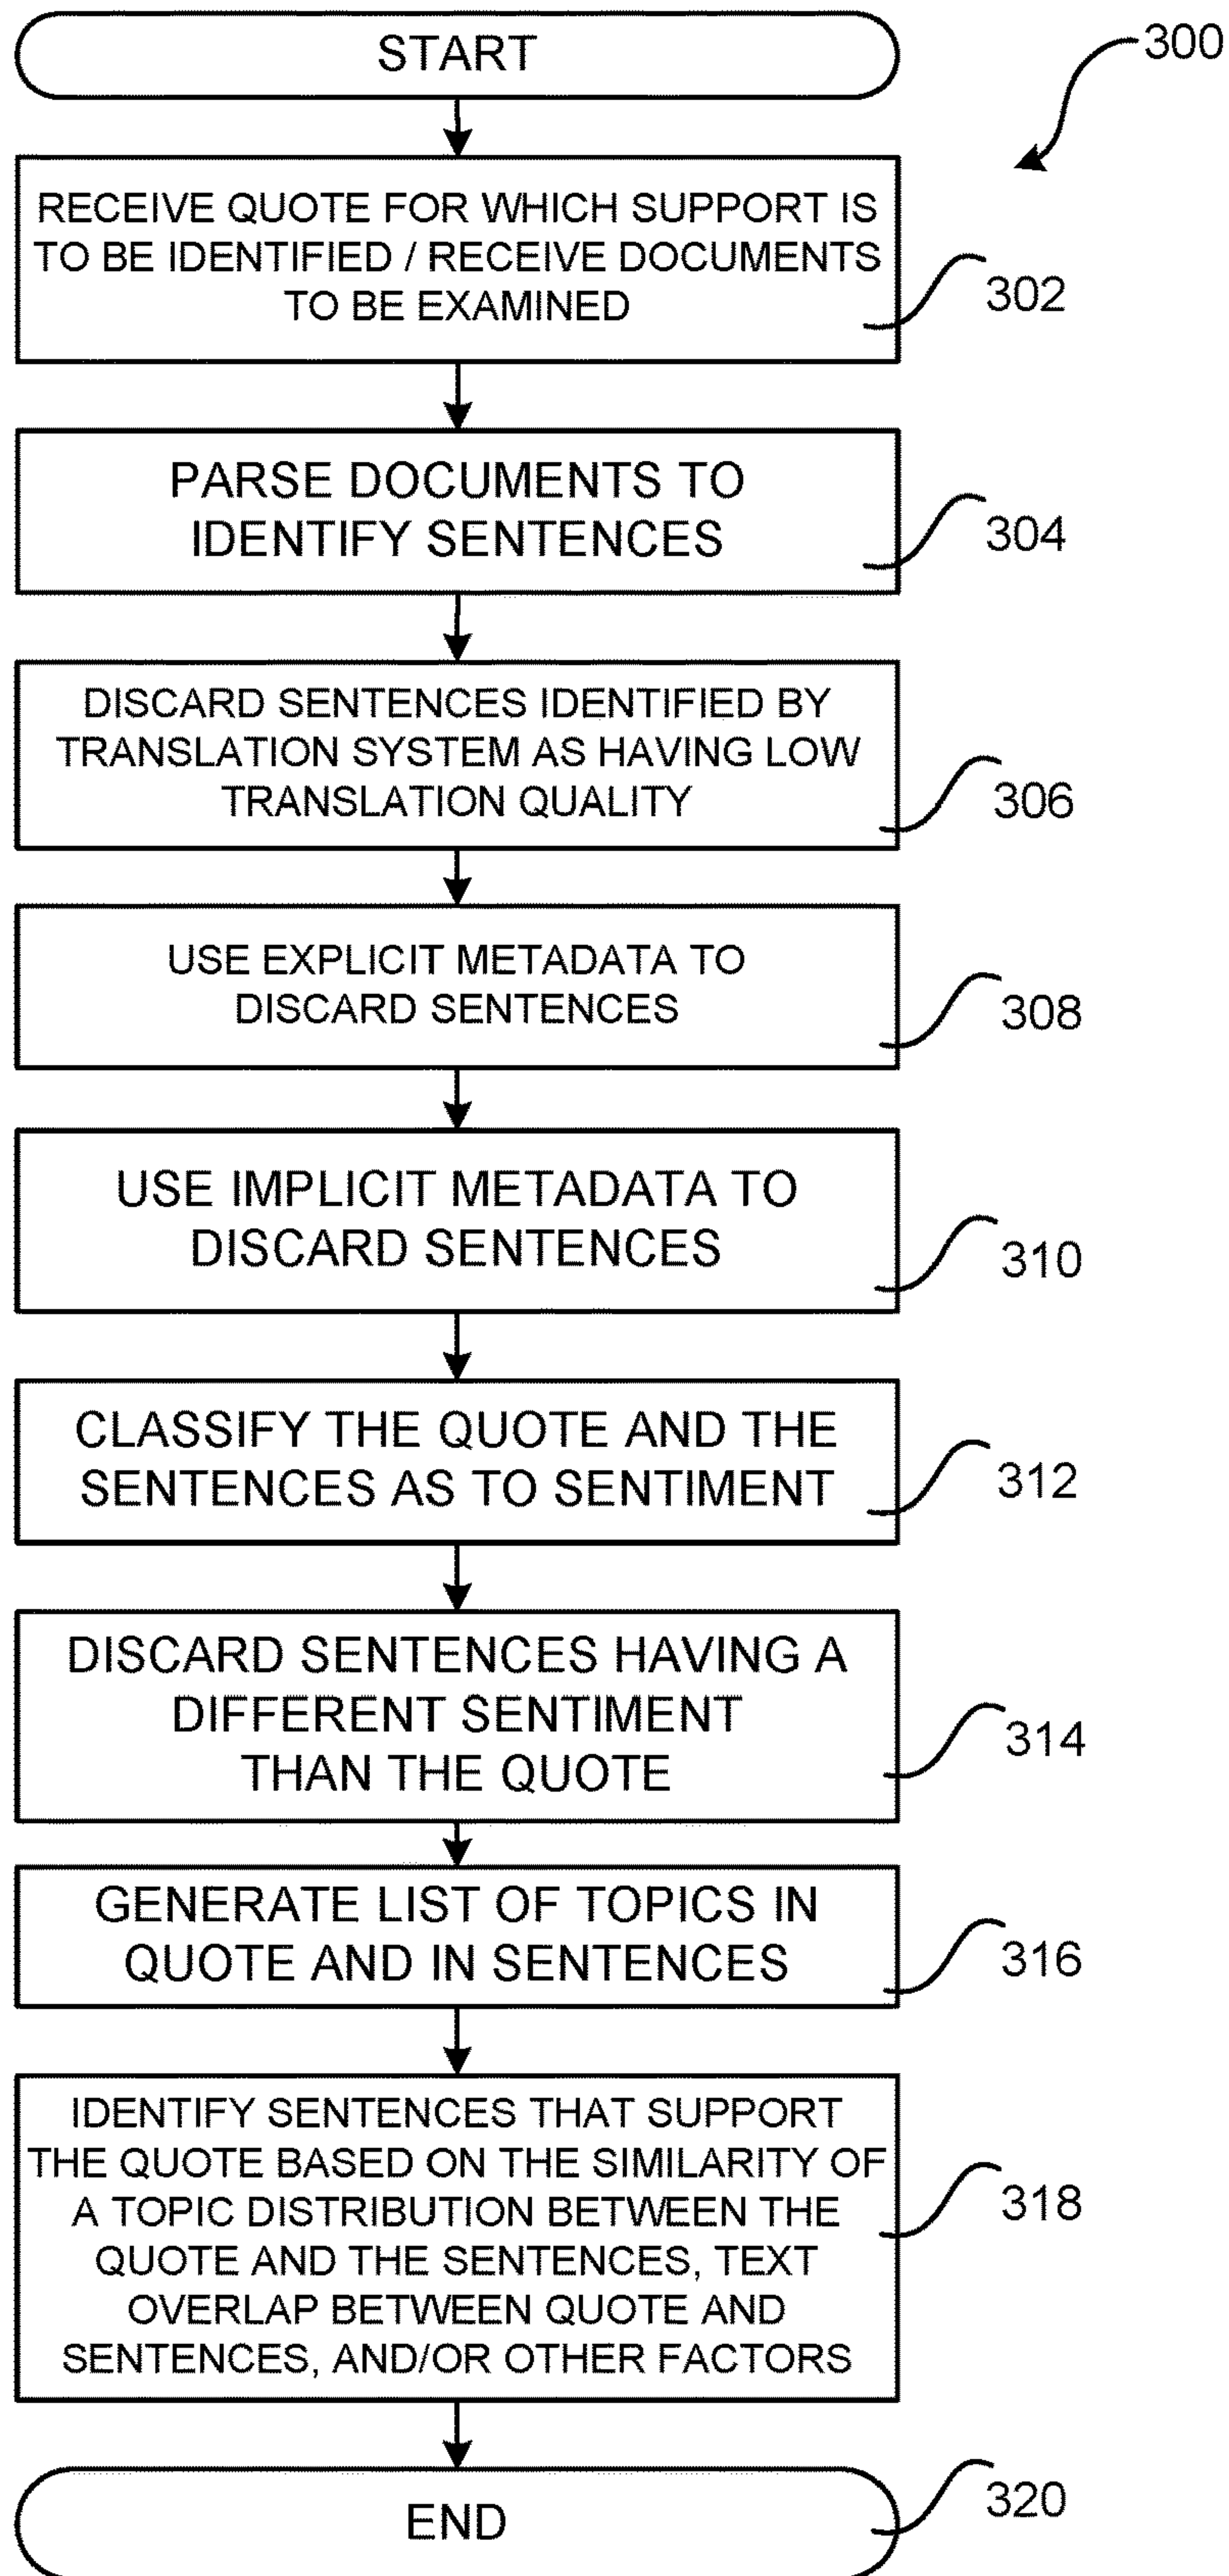 START
300
RECEIVE QUOTE FOR WHICH SUPPORT IS
TO BE IDENTIFIED / RECEIVE DOCUMENTS
TO BE EXAMINED
302
PARSE DOCUMENTS TO
IDENTIFY SENTENCES
304
DISCARD SENTENCES IDENTIFIED BY
TRANSLATION SYSTEM AS HAVING LOW
TRANSLATION QUALITY
306
USE EXPLICIT METADATA TO
DISCARD SENTENCES
308
USE IMPLICIT METADATA TO
DISCARD SENTENCES
310
CLASSIFY THE QUOTE AND THE
SENTENCES AS TO SENTIMENT
312
DISCARD SENTENCES HAVING A
DIFFERENT SENTIMENT
THAN THE QUOTE
314
GENERATE LIST OF TOPICS IN
QUOTE AND IN SENTENCES
316
IDENTIFY SENTENCES THAT SUPPORT
THE QUOTE BASED ON THE SIMILARITY OF
A TOPIC DISTRIBUTION BETWEEN THE
QUOTE AND THE SENTENCES, TEXT
OVERLAP BETWEEN QUOTE AND
SENTENCES, AND/OR OTHER FACTORS
318
END
320